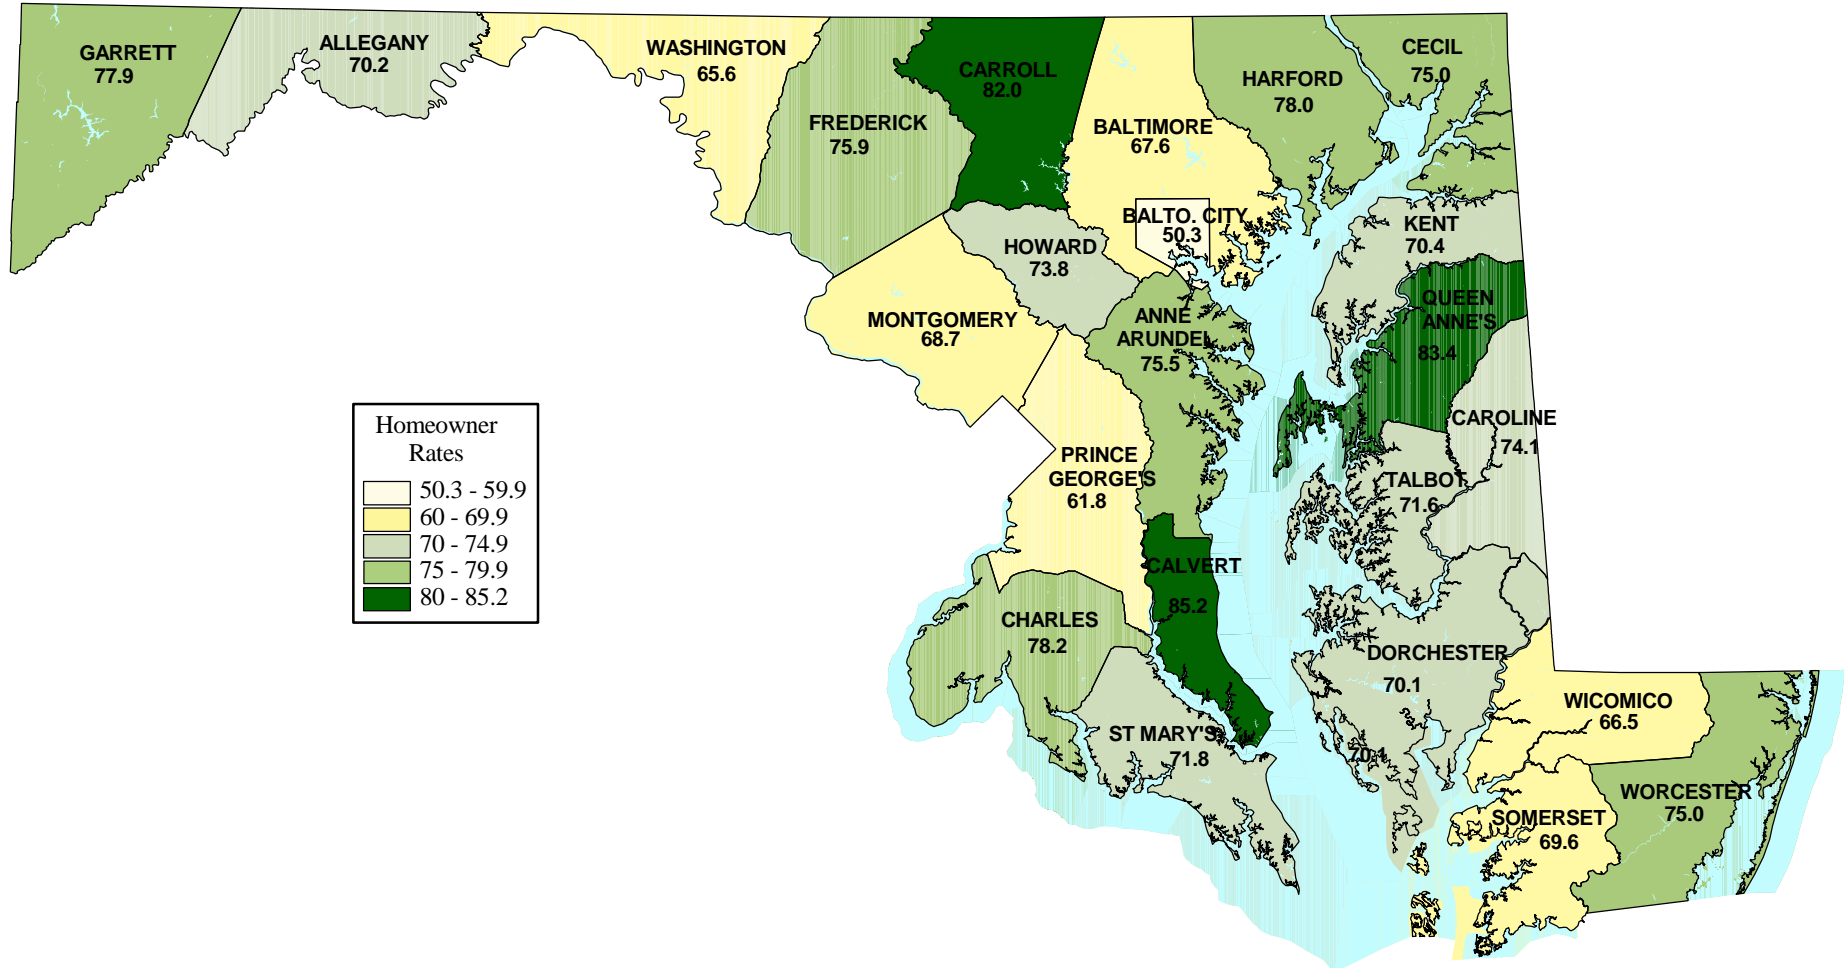 GARRETT
77.9
ALLEGANY
70.2
WASHINGTON
65.6
FREDERICK
75.9
CARROLL
82.0
BALTIMORE
67.6
HARFORD
78.0
CECIL
75.0
BALTO. CITY
50.3
HOWARD
73.8
KENT
70.4
MONTGOMERY
68.7
ANNE
ARUNDEL
75.5
QUEEN
ANNE'S
83.4
CAROLINE
74.1
PRINCE
GEORGE'S
61.8
TALBOT
71.6
CALVERT
85.2
CHARLES
78.2
DORCHESTER
70.1
70.1
ST MARY'S
71.8
WICOMICO
66.5
WORCESTER
75.0
SOMERSET
69.6
Homeowner
Rates
50.3 - 59.9
60 - 69.9
70 - 74.9
75 - 79.9
80 - 85.2